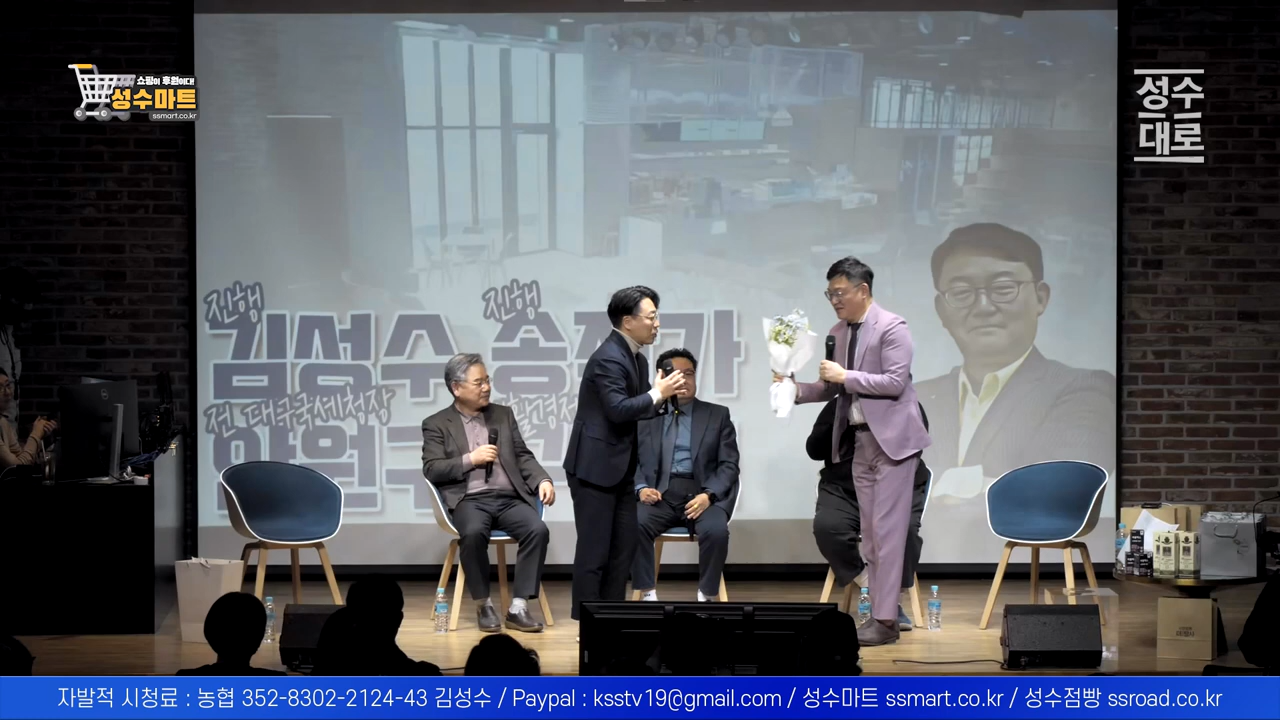 쇼핑이 후원이다!
성수마트
ssmart.co.kr
성수
대로
진행
김성수
진행
전 대구국세청장
자발적 시청료 : 농협 352-8302-2124-43 김성수 / Paypal : ksstv19@gmail.com / 성수마트 ssmart.co.kr / 성수점빵 ssroad.co.kr